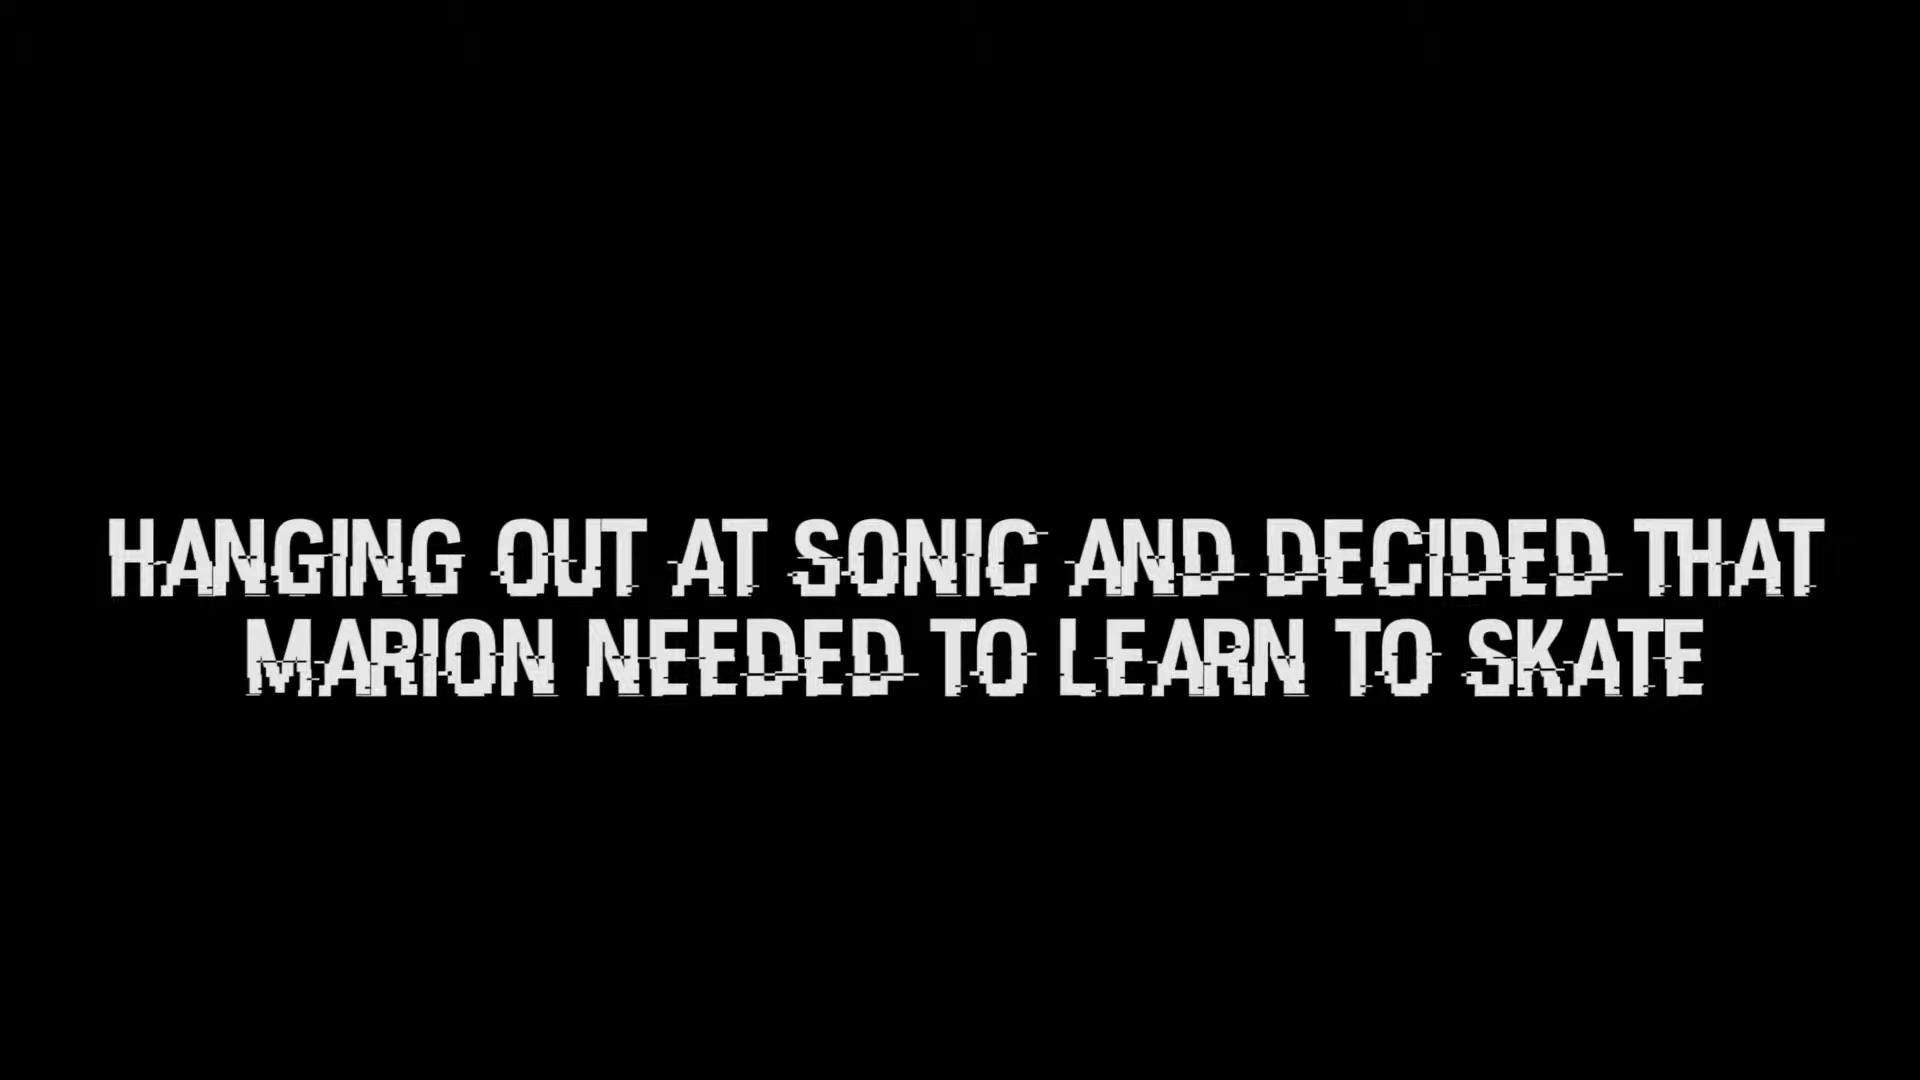 HANGING OUT AT SONIC AND DECIDED THAT
MARION NEEDED TO LEARN TO SKATE